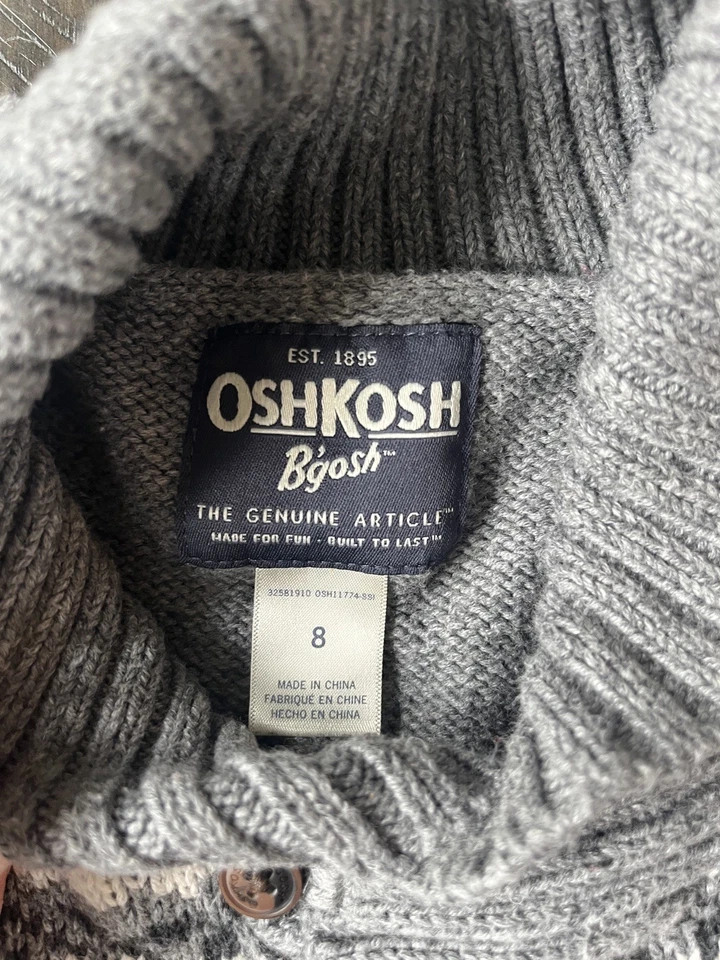 EST. 1895
OSHKOSH
B'gosh™
THE GENUINE ARTICLE™
MADE FOR FUN · BUILT TO LAST™
32581910 OSH11774-SSI
8
MADE IN CHINA
FABRIQUÉ EN CHINE
HECHO EN CHINA